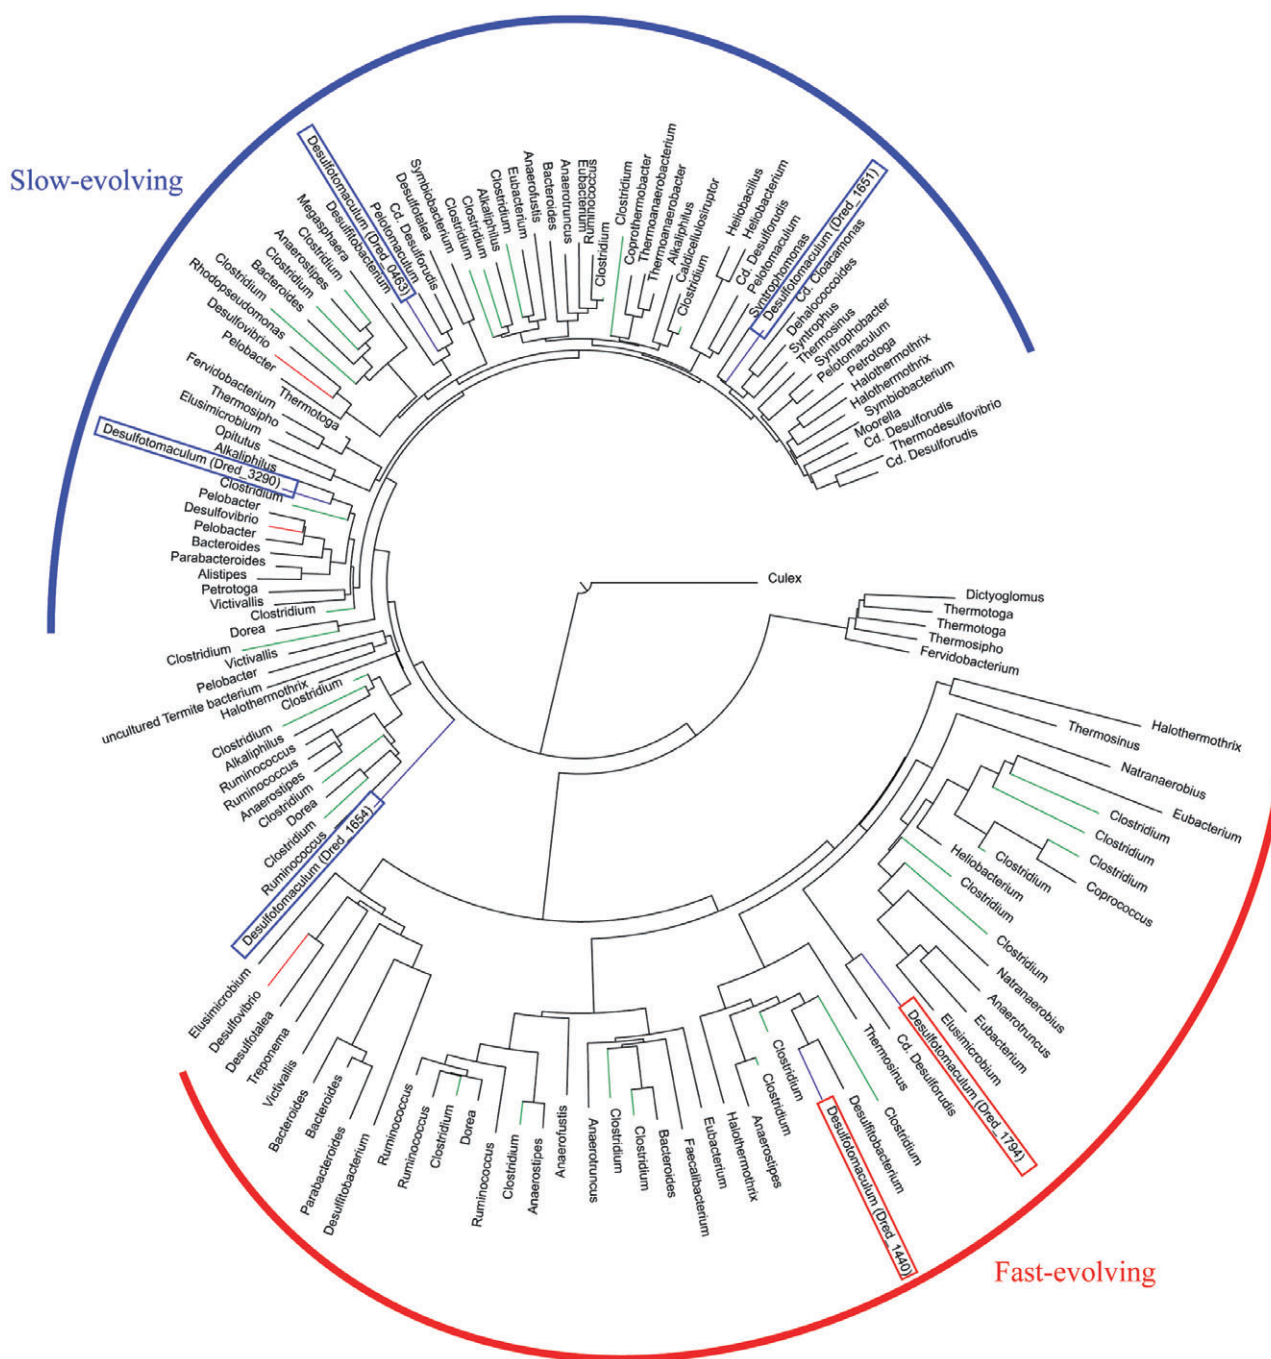 Slow-evolving
Desulfovibrio
Rhodopseudomonas
Clostridium
Bacteroides
Clostridium
Anaerostipes
Clostridium
Megasphaera
Desulfitobacterium
Desulfotomaculum (Dred_0463)
Pelotomaculum
Cd. Desulforudis
Desulfotalea
Symbiobacterium
Clostridium
Clostridium
Alkaliphilus
Clostridium
Eubacterium
Anaerofustis
Bacteroides
Anaerotruncus
Eubacterium
Ruminococcus
Clostridium
Clostridium
Coprothermobacter
Thermoanaerobacterium
Thermoanaerobacter
Alkaliphilus
Caldicellulosiruptor
Clostridium
Heliobacillus
Heliobacterium
Cd. Desulforudis
Pelotomaculum
Syntrophomonas
Desulfotomaculum (Dred_1651)
Cd. Cloacamonas
Dehalococcoides
Syntrophus
Thermosinus
Syntrophobacter
Pelotomaculum
Petrotoga
Halothermothrix
Halothermothrix
Symbiobacterium
Moorella
Cd. Desulforudis
Thermodesulfovibrio
Cd. Desulforudis
Pelobacter
Fervidobacterium
Thermotoga
Thermosipho
Elusimicrobium
Opitutus
Alkaliphilus
Desulfotomaculum (Dred_3290)
Clostridium
Pelobacter
Desulfovibrio
Pelobacter
Bacteroides
Parabacteroides
Alistipes
Petrotoga
Victivallis
Clostridium
Dorea
Clostridium
Victivallis
Pelobacter
uncultured Termite bacterium
Halothermothrix
Clostridium
Clostridium
Alkaliphilus
Ruminococcus
Ruminococcus
Anaerostipes
Clostridium
Dorea
Clostridium
Ruminococcus
Desulfotomaculum (Dred_1654)
Culex
Dictyoglomus
Thermotoga
Thermotoga
Thermosipho
Fervidobacterium
Halothermothrix
Thermosinus
Natranaerobius
Eubacterium
Clostridium
Clostridium
Clostridium
Coprococcus
Clostridium
Heliobacterium
Clostridium
Clostridium
Natranaerobius
Anaerotruncus
Eubacterium
Elusimicrobium
Desulfotomaculum (Dred_1794)
Cd. Desulforudis
Thermosinus
Clostridium
Desulfitobacterium
Desulfotomaculum (Dred_1440)
Clostridium
Clostridium
Anaerostipes
Halothermothrix
Eubacterium
Faecalibacterium
Bacteroides
Clostridium
Clostridium
Anaerotruncus
Anaerofustis
Anaerostipes
Clostridium
Ruminococcus
Dorea
Clostridium
Ruminococcus
Ruminococcus
Desulfitobacterium
Parabacteroides
Bacteroides
Bacteroides
Victivallis
Treponema
Desulfotalea
Desulfovibrio
Elusimicrobium
Fast-evolving